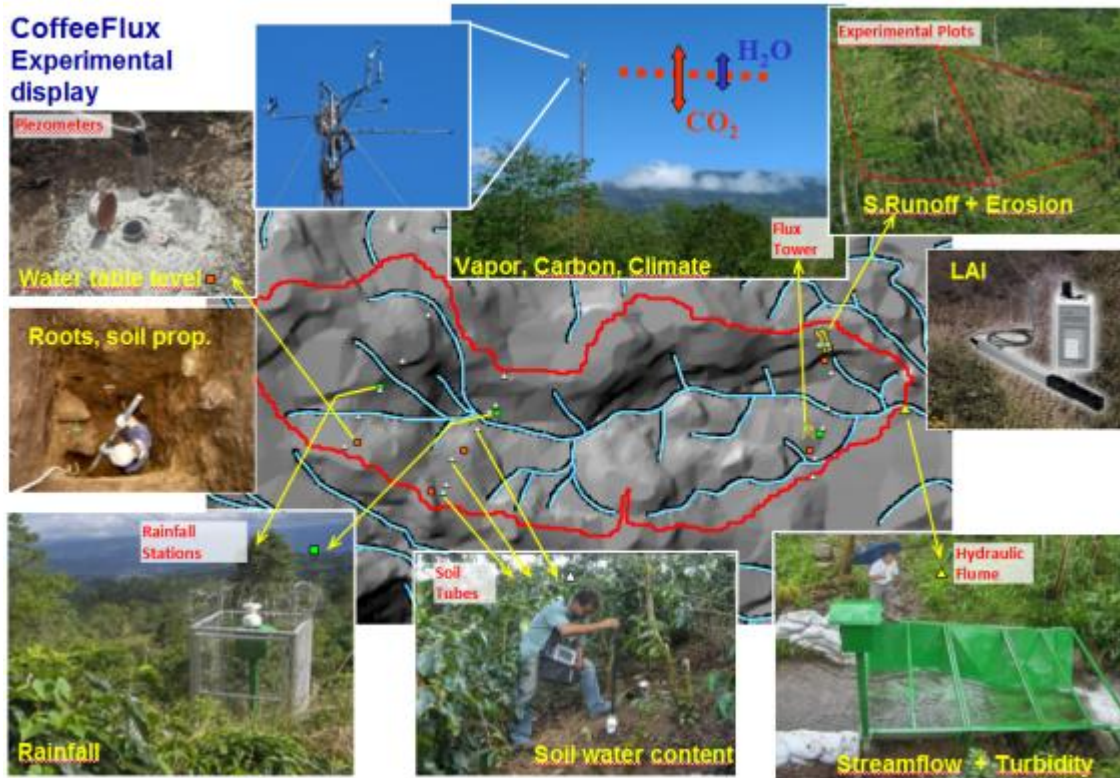 CoffeeFlux
Experimental
display
Piezometers
Water table level
H₂O
CO₂
Vapor, Carbon, Climate
Flux
Tower
Experimental Plots
S.Runoff + Erosion
Roots, soil prop.
LAI
Rainfall
Stations
Rainfall
Soil
Tubes
Soil water content
Hydraulic
Flume
Streamflow + Turbidity